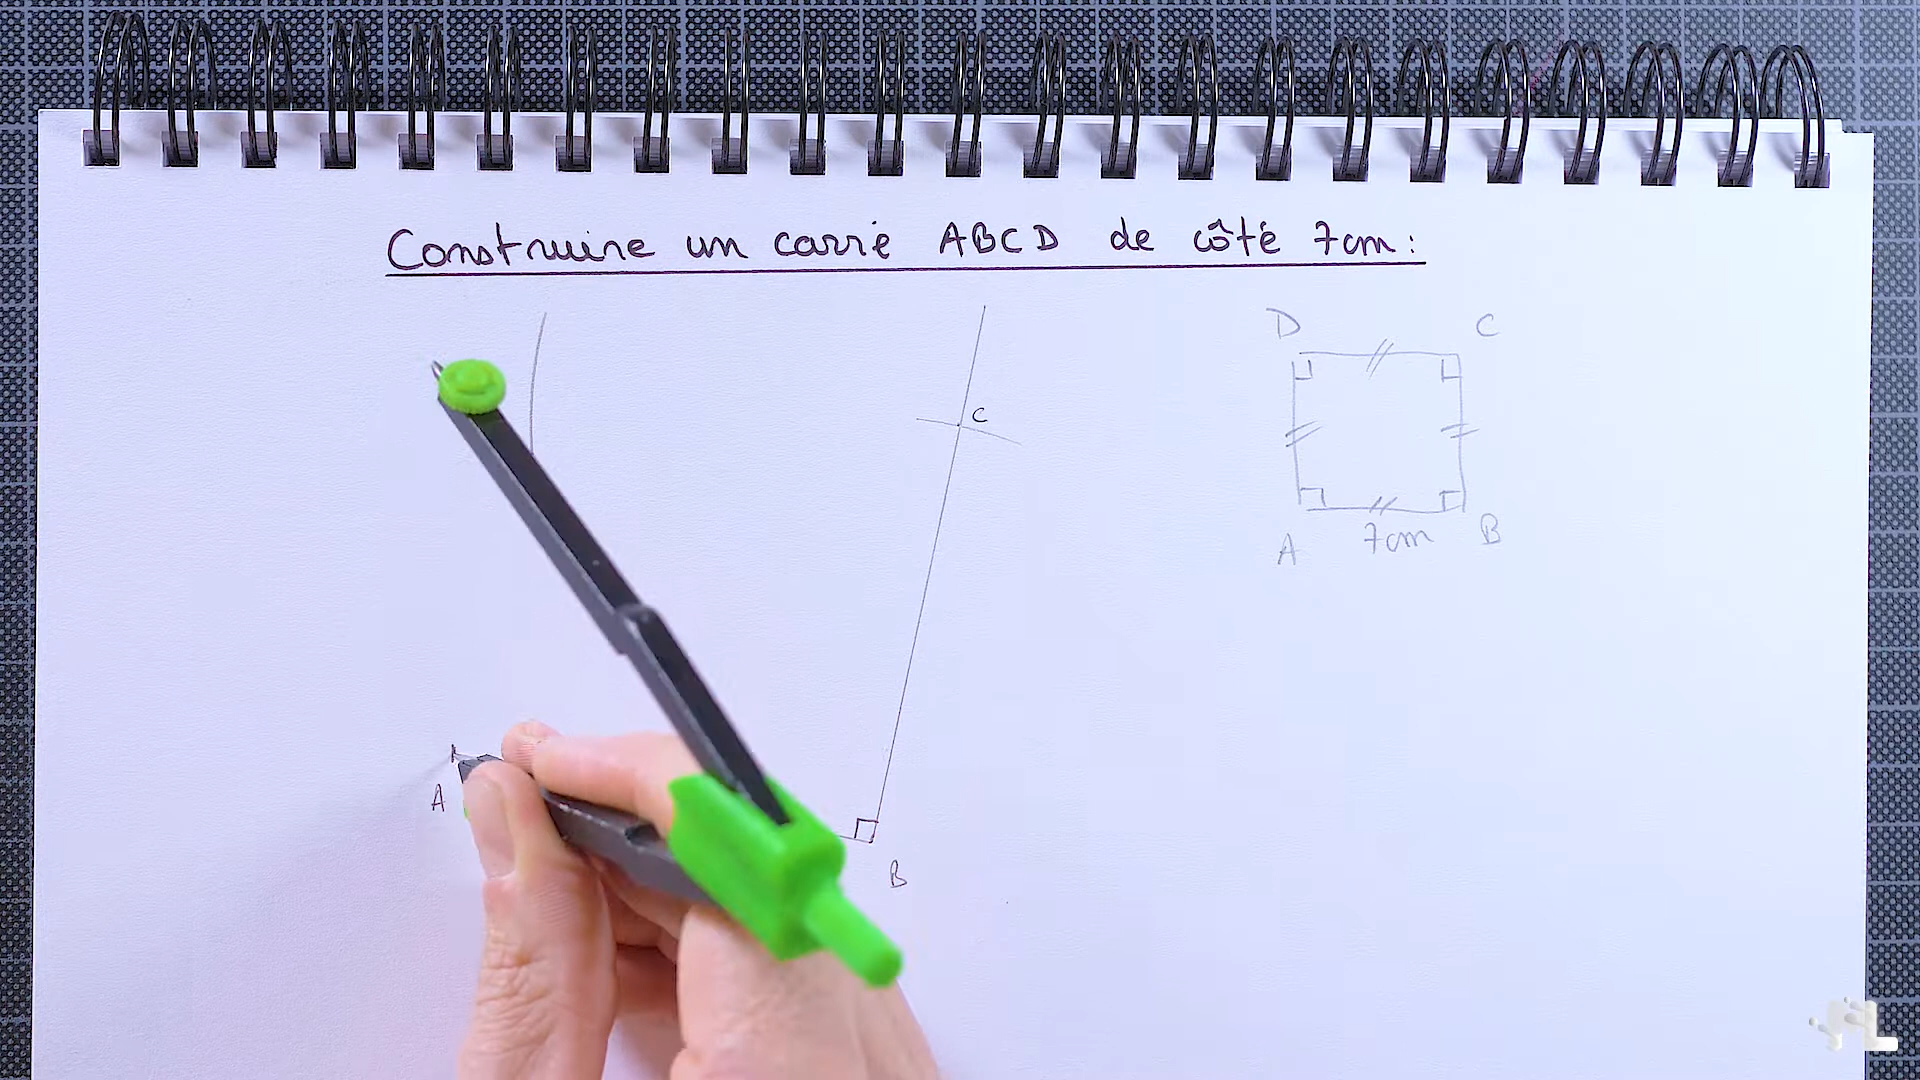 Construire un carré ABCD de côté 7cm :
D C
C
A 7cm B
A
B